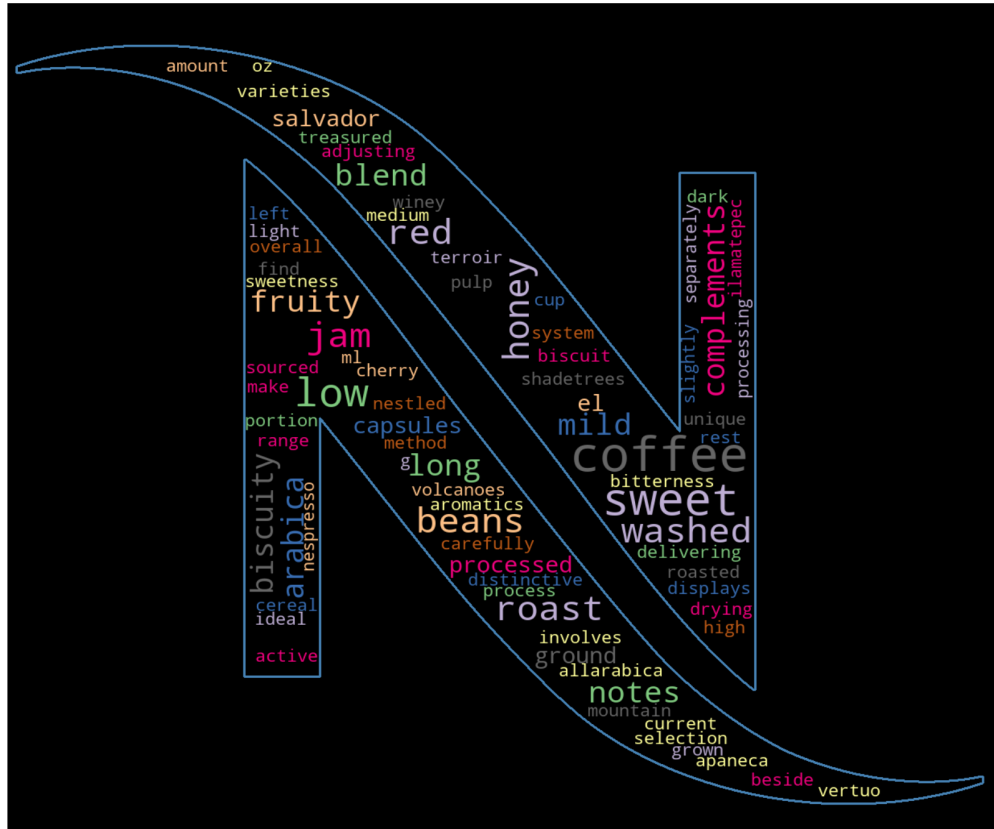 amount oz
varieties
salvador
treasured
adjusting
blend
winey
medium
red
terroir
pulp
honey
cup
system
biscuit
shadetrees
el
mild
coffee
bitterness
sweet
washed
delivering
roasted
displays
drying
high
dark
separately
complements
ilamatepec
processing
slightly
unique
rest
left
light
overall
find
sweetness
fruity
jam
ml
sourced
cherry
make
low
nestled
portion
capsules
range
method
g
long
biscuity
arabica
nespresso
volcanoes
aromatics
beans
carefully
processed
distinctive
process
roast
cereal
ideal
active
involves
ground
allarabica
notes
mountain
current
selection
grown
apaneca
beside
vertuo